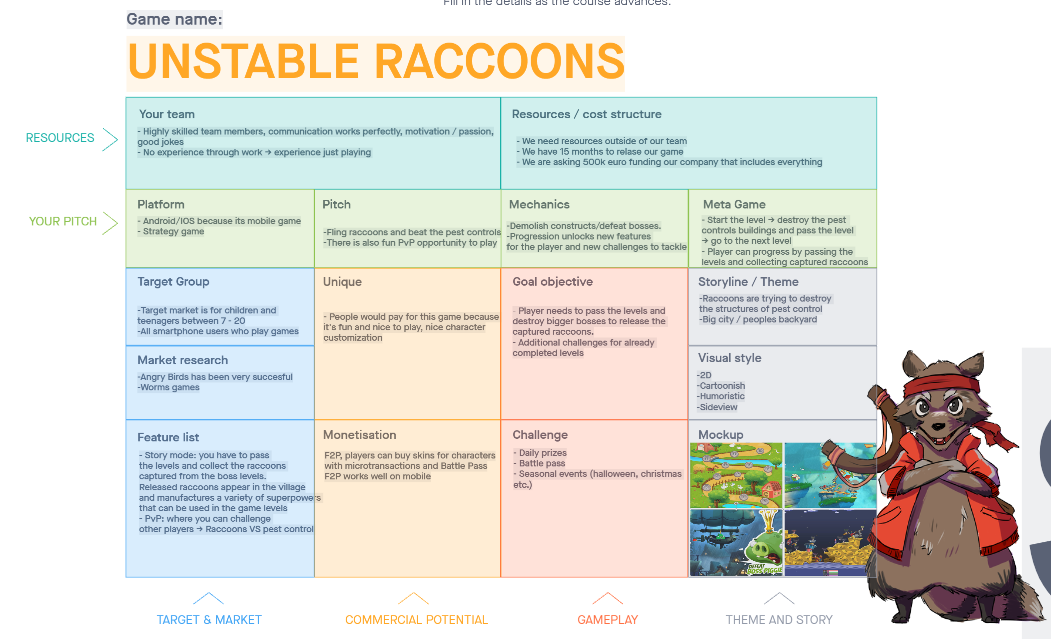 Fill in the details as the course advances.
Game name:
UNSTABLE RACCOONS
RESOURCES
Your team
- Highly skilled team members, communication works perfectly, motivation / passion,
good jokes
- No experience through work → experience just playing
Resources / cost structure
- We need resources outside of our team
- We have 15 months to relase our game
- We are asking 500k euro funding our company that includes everything
YOUR PITCH
Platform
- Android/IOS because its mobile game
- Strategy game
Pitch
-Fling raccoons and beat the pest controls
-There is also fun PvP opportunity to play
Mechanics
-Demolish constructs/defeat bosses.
-Progression unlocks new features
for the player and new challenges to tackle
Meta Game
- Start the level → destroy the pest
controls buildings and pass the level
→ go to the next level
- Player can progress by passing the
levels and collecting captured raccoons
Target Group
-Target market is for children and
teenagers between 7 - 20
-All smartphone users who play games
Market research
-Angry Birds has been very succesful
-Worms games
Unique
- People would pay for this game because
it's fun and nice to play, nice character
customization
Goal objective
- Player needs to pass the levels and
destroy bigger bosses to release the
captured raccoons.
- Additional challenges for already
completed levels
Storyline / Theme
-Raccoons are trying to destroy
the structures of pest control
-Big city / peoples backyard
Visual style
-2D
-Cartoonish
-Humoristic
-Sideview
Feature list
- Story mode: you have to pass
the levels and collect the raccoons
captured from the boss levels.
Released raccoons appear in the village
and manufactures a variety of superpowers
that can be used in the game levels
- PvP: where you can challenge
other players → Raccoons VS pest control
Monetisation
F2P, players can buy skins for characters
with microtransactions and Battle Pass
F2P works well on mobile
Challenge
- Daily prizes
- Battle pass
- Seasonal events (halloween, christmas
etc.)
Mockup
TARGET & MARKET
COMMERCIAL POTENTIAL
GAMEPLAY
THEME AND STORY